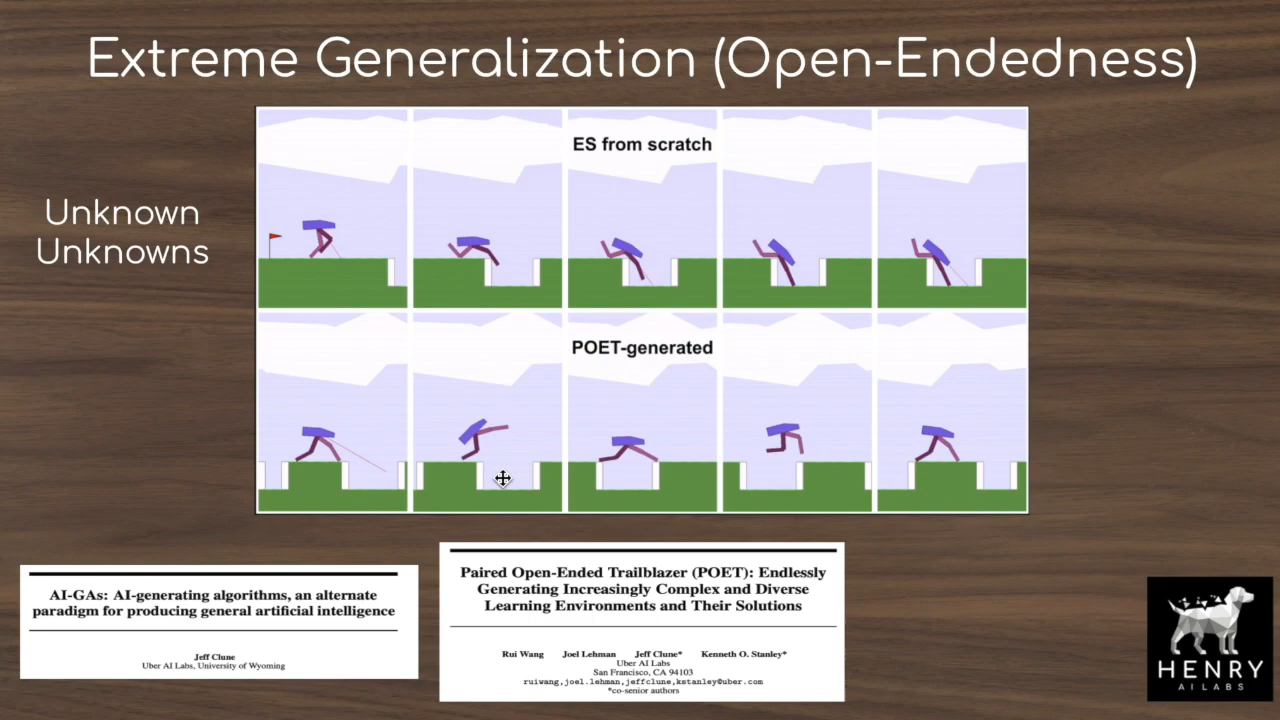 Extreme Generalization (Open-Endedness)
Unknown
Unknowns
ES from scratch
POET-generated
AI-GAs: AI-generating algorithms, an alternate
paradigm for producing general artificial intelligence
Jeff Clune
Uber AI Labs, University of Wyoming
Paired Open-Ended Trailblazer (POET): Endlessly
Generating Increasingly Complex and Diverse
Learning Environments and Their Solutions
Rui Wang Joel Lehman Jeff Clune* Kenneth O. Stanley*
Uber AI Labs
San Francisco, CA 94103
ruiwang,joel.lehman,jeffclune,kstanley@uber.com
*co-senior authors
HENRY
AI LABS